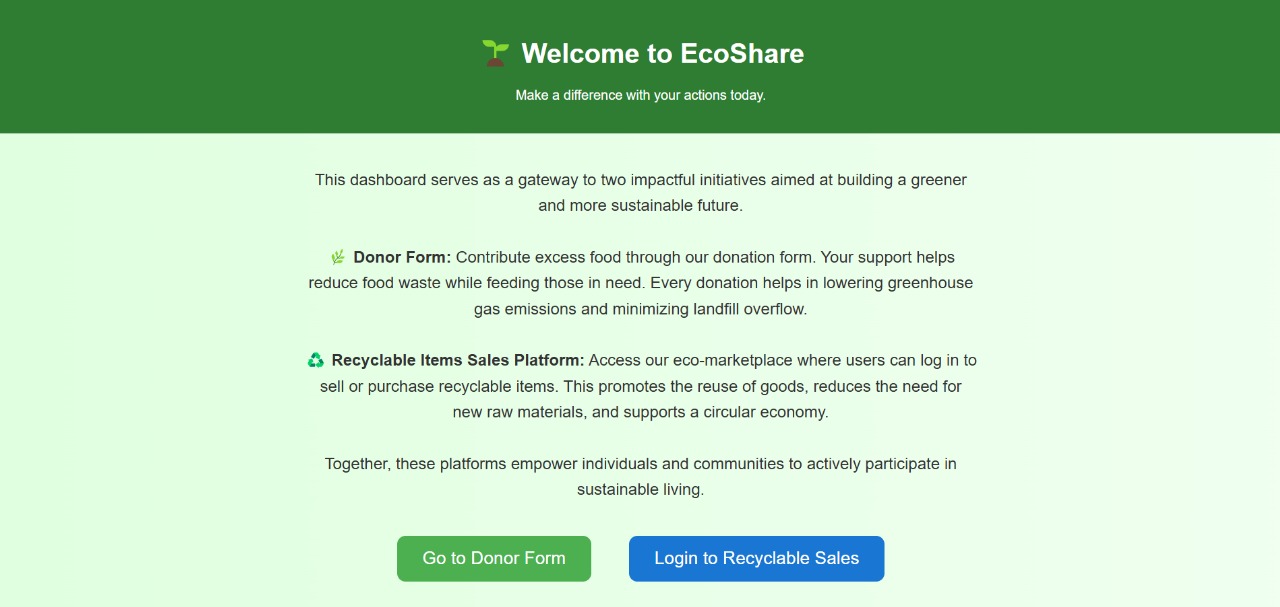 🌱 Welcome to EcoShare
Make a difference with your actions today.
This dashboard serves as a gateway to two impactful initiatives aimed at building a greener
and more sustainable future.
🌿 Donor Form: Contribute excess food through our donation form. Your support helps
reduce food waste while feeding those in need. Every donation helps in lowering greenhouse
gas emissions and minimizing landfill overflow.
♻️ Recyclable Items Sales Platform: Access our eco-marketplace where users can log in to
sell or purchase recyclable items. This promotes the reuse of goods, reduces the need for
new raw materials, and supports a circular economy.
Together, these platforms empower individuals and communities to actively participate in
sustainable living.
Go to Donor Form
Login to Recyclable Sales